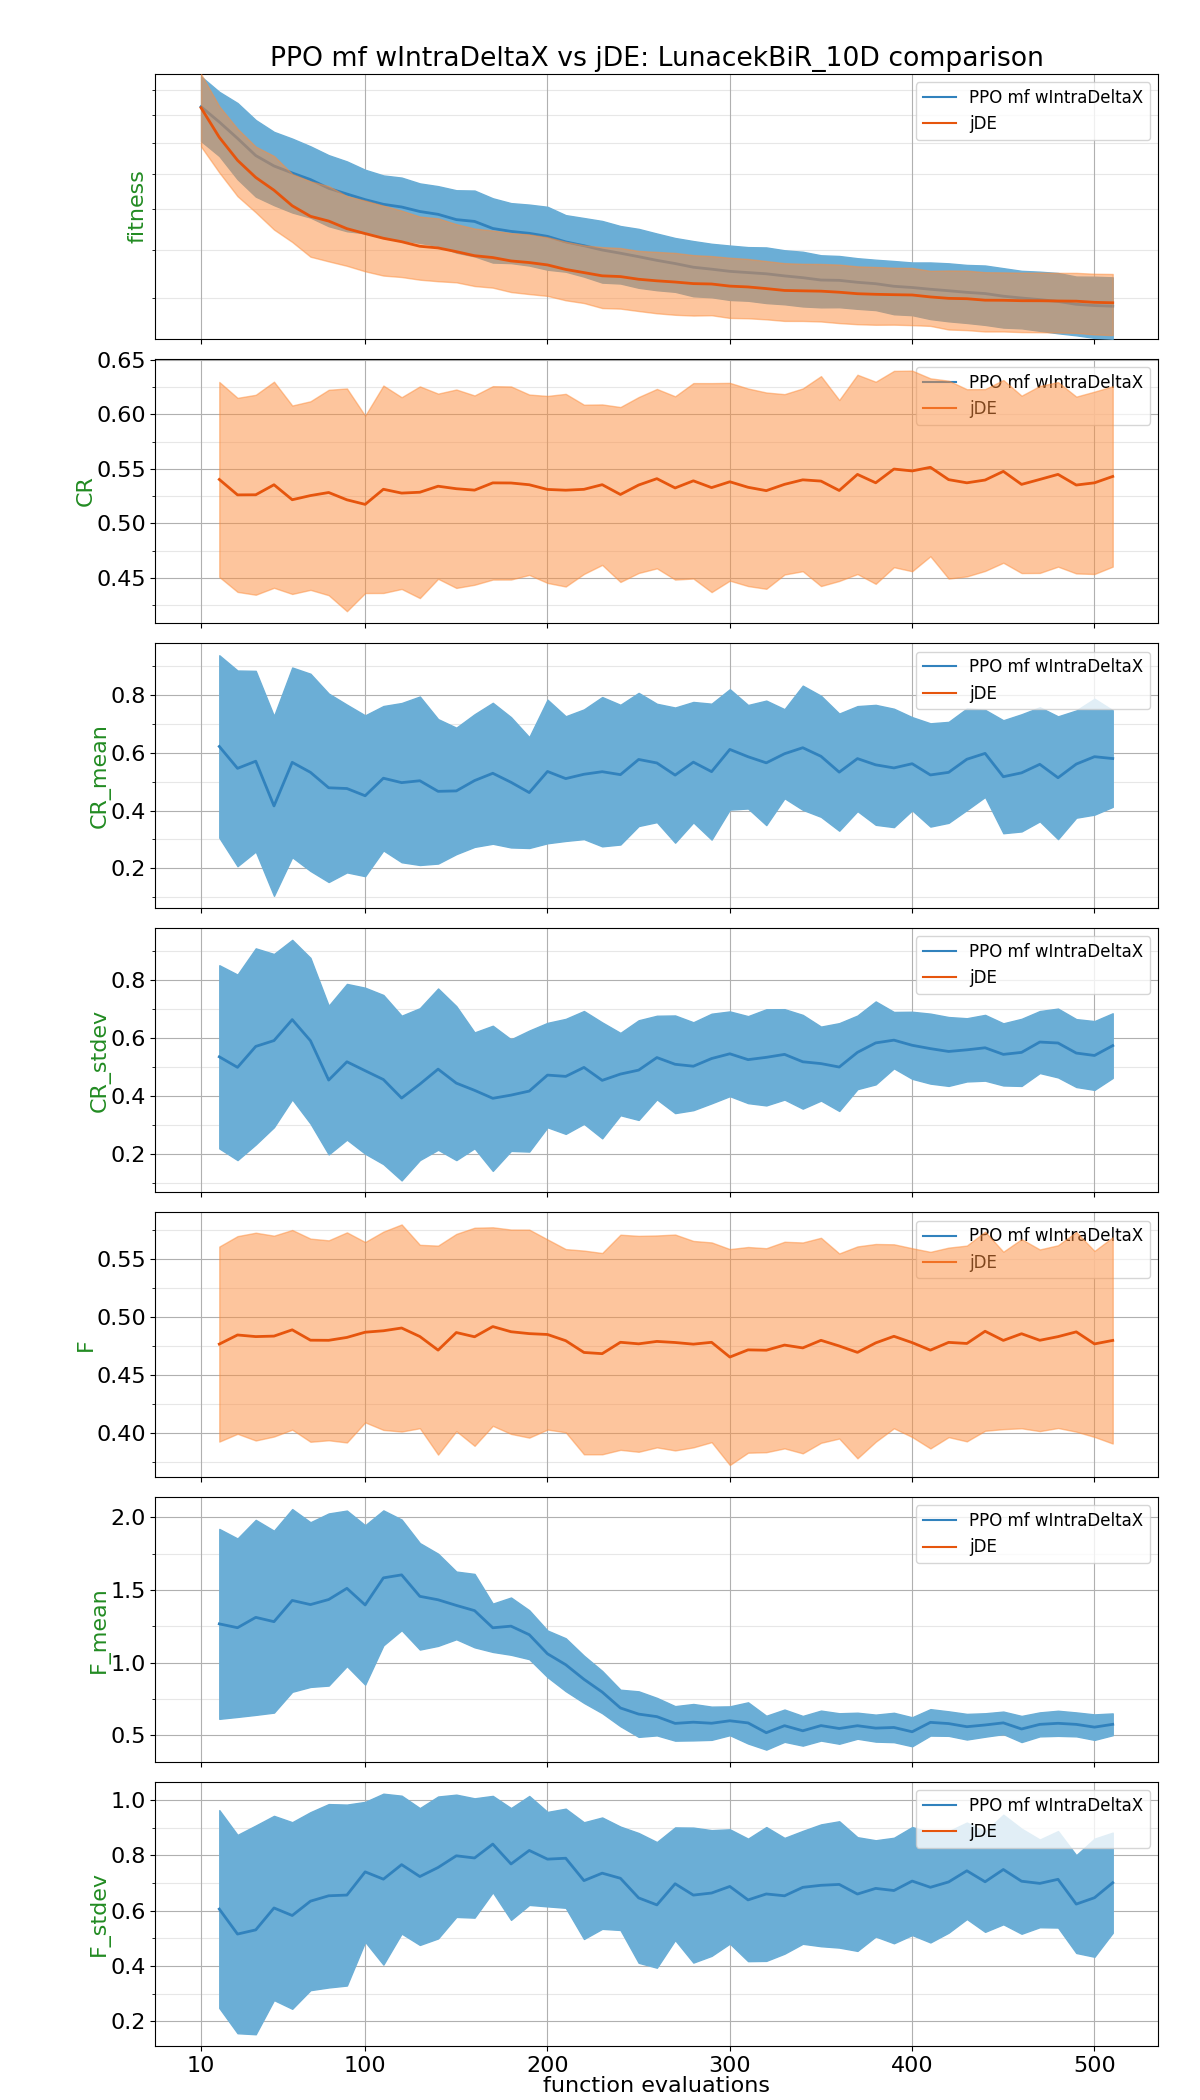 PPO mf wIntraDeltaX vs jDE: LunacekBiR_10D comparison
fitness
PPO mf wIntraDeltaX
jDE
CR
0.65
0.60
0.55
0.50
0.45
PPO mf wIntraDeltaX
jDE
CR_mean
0.8
0.6
0.4
0.2
PPO mf wIntraDeltaX
jDE
CR_stdev
0.8
0.6
0.4
0.2
PPO mf wIntraDeltaX
jDE
F
0.55
0.50
0.45
0.40
PPO mf wIntraDeltaX
jDE
F_mean
2.0
1.5
1.0
0.5
PPO mf wIntraDeltaX
jDE
F_stdev
1.0
0.8
0.6
0.4
0.2
PPO mf wIntraDeltaX
jDE
10 100 200 300 400 500
function evaluations